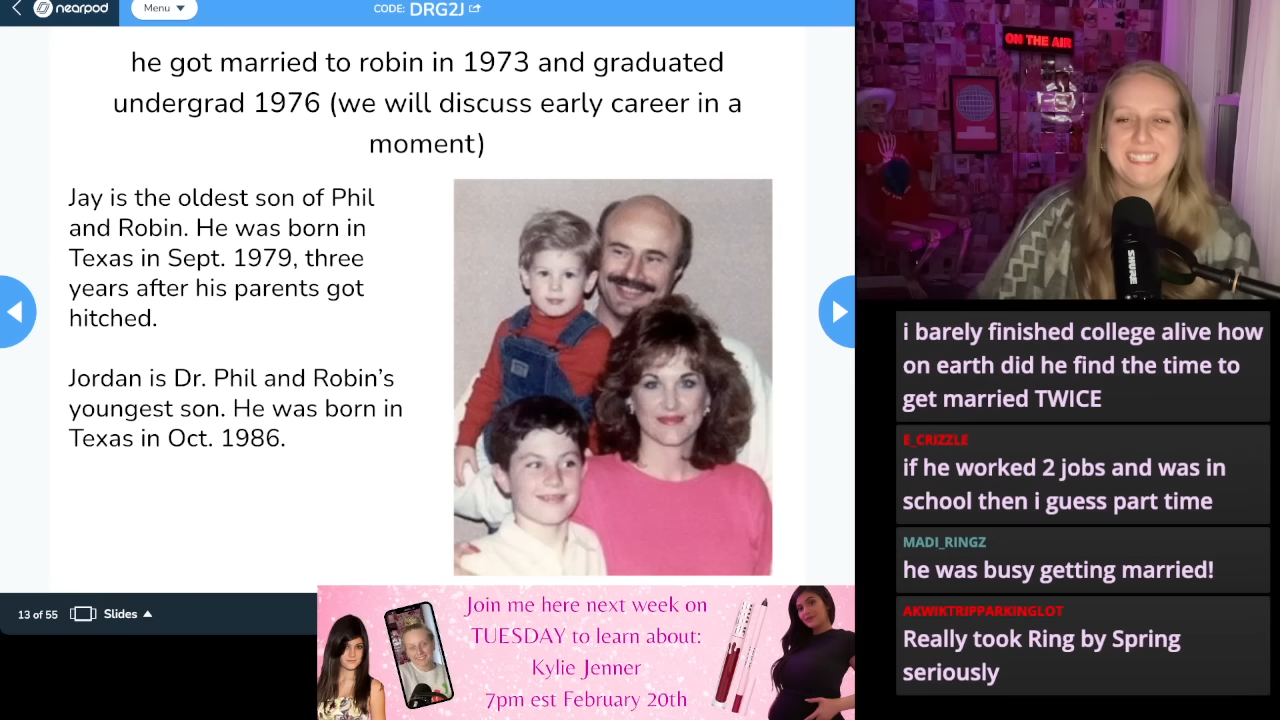 nearpod
Menu
CODE: DRG2J
he got married to robin in 1973 and graduated
undergrad 1976 (we will discuss early career in a
moment)
Jay is the oldest son of Phil
and Robin. He was born in
Texas in Sept. 1979, three
years after his parents got
hitched.
Jordan is Dr. Phil and Robin’s
youngest son. He was born in
Texas in Oct. 1986.
13 of 55
Slides
Join me here next week on
TUESDAY to learn about:
Kylie Jenner
7pm est February 20th
ON THE AIR
SHURE
i barely finished college alive how
on earth did he find the time to
get married TWICE
E_CRIZZLE
if he worked 2 jobs and was in
school then i guess part time
MADI_RINGZ
he was busy getting married!
AKWIKTRIPPARKINGLOT
Really took Ring by Spring
seriously